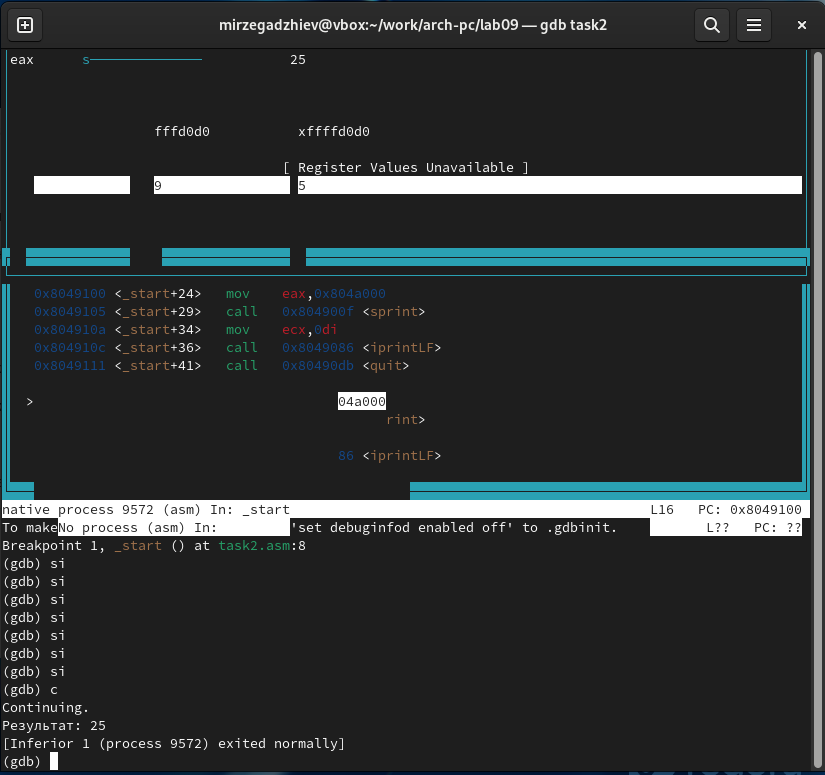 mirzegadzhiev@vbox:~/work/arch-pc/lab09 — gdb task2
eax s 25
fffd0d0 xffffd0d0
[ Register Values Unavailable ]
9 5
0x8049100 <_start+24> mov eax,0x804a000
0x8049105 <_start+29> call 0x804900f <sprint>
0x804910a <_start+34> mov ecx,0di
0x804910c <_start+36> call 0x8049086 <iprintLF>
0x8049111 <_start+41> call 0x80490db <quit>
> 04a000
rint>
86 <iprintLF>
native process 9572 (asm) In: _start L16 PC: 0x8049100
To makeNo process (asm) In: 'set debuginfod enabled off' to .gdbinit. L?? PC: ??
Breakpoint 1, _start () at task2.asm:8
(gdb) si
(gdb) si
(gdb) si
(gdb) si
(gdb) si
(gdb) si
(gdb) si
(gdb) c
Continuing.
Результат: 25
[Inferior 1 (process 9572) exited normally]
(gdb)